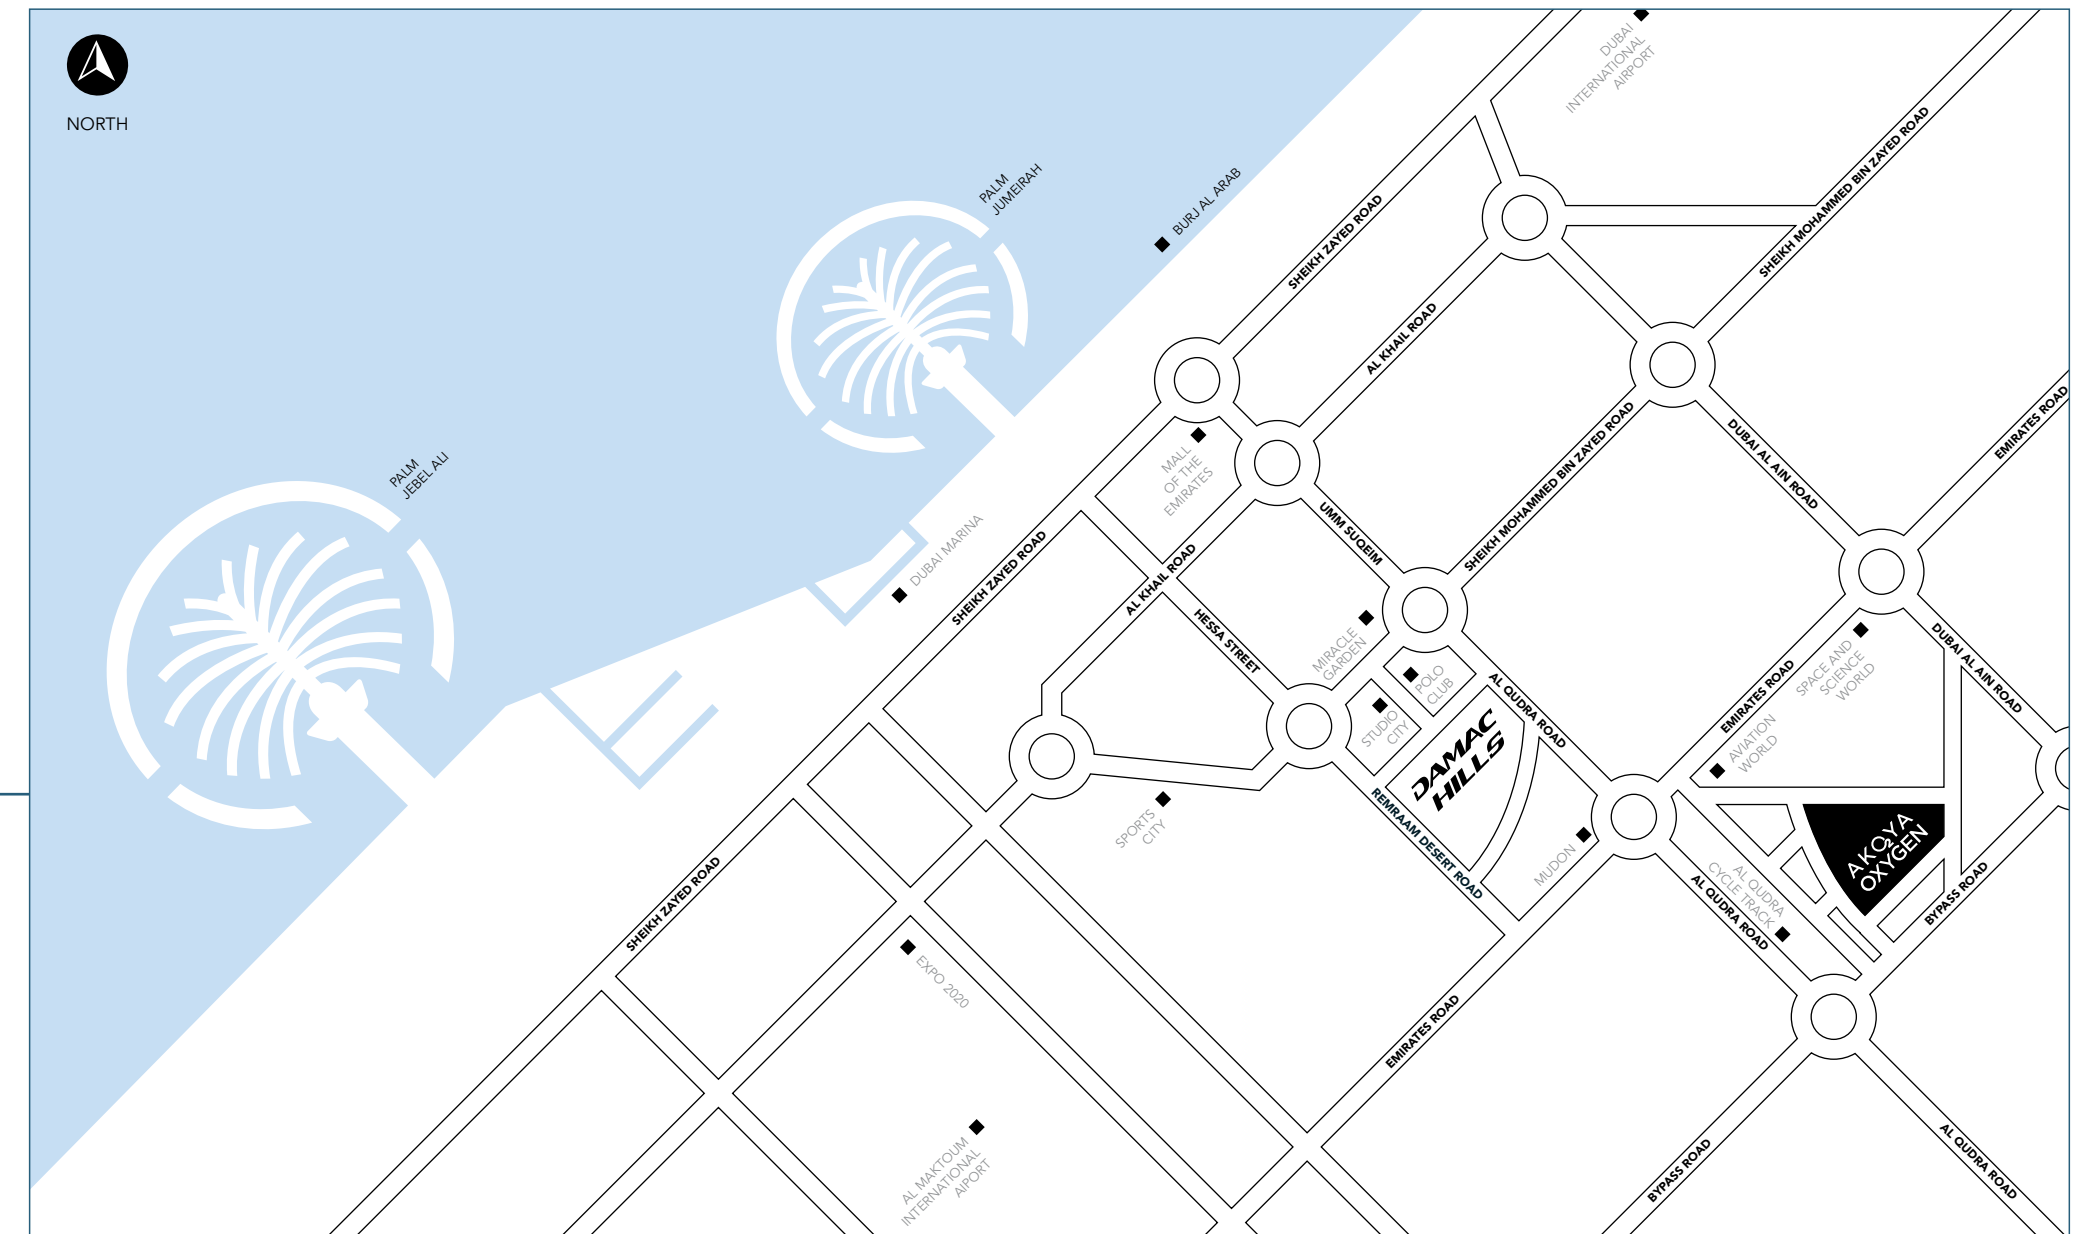 NORTH
DUBAI
INTERNATIONAL
AIRPORT
PALM
JUMEIRAH
BURJ AL ARAB
SHEIKH ZAYED ROAD
SHEIKH MOHAMMED BIN ZAYED ROAD
AL KHAIL ROAD
PALM
JEBEL ALI
MALL
OF THE
EMIRATES
DUBAI MARINA
SHEIKH ZAYED ROAD
AL KHAIL ROAD
UMM SUQEIM
SHEIKH MOHAMMED BIN ZAYED ROAD
DUBAI AL AIN ROAD
EMIRATES ROAD
HESSA STREET
MIRACLE
GARDEN
POLO
CLUB
STUDIO
CITY
AL QUDRA ROAD
DAMAC
HILLS
EMIRATES ROAD
SPACE AND
SCIENCE
WORLD
DUBAI AL AIN ROAD
AVIATION
WORLD
SPORTS
CITY
REMRAAM DESERT ROAD
MUDON
AL QUDRA
CYCLE TRACK
AL QUDRA ROAD
AKOYA
OXYGEN
BYPASS ROAD
SHEIKH ZAYED ROAD
EXPO 2020
EMIRATES ROAD
AL MAKTOUM
INTERNATIONAL
AIPORT
BYPASS ROAD
AL QUDRA ROAD